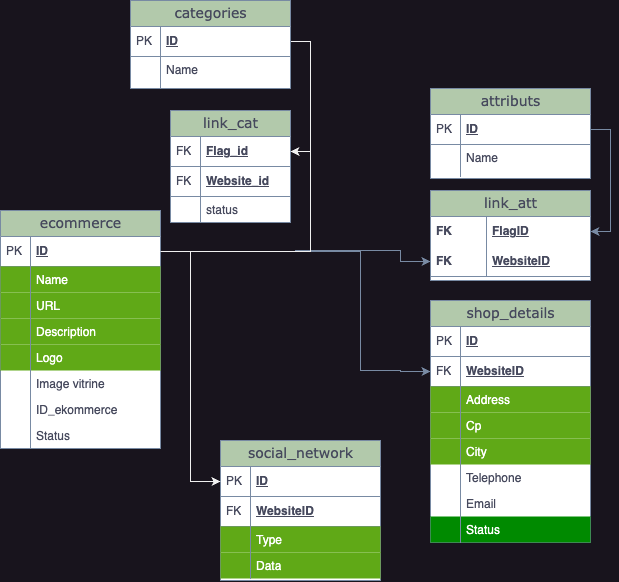 categories
PK ID
Name
link_cat
FK Flag_id
FK Website_id
status
attributs
PK ID
Name
link_att
FK FlagID
FK WebsiteID
ecommerce
PK ID
Name
URL
Description
Logo
Image vitrine
ID_ekommerce
Status
shop_details
PK ID
FK WebsiteID
Address
Cp
City
Telephone
Email
Status
social_network
PK ID
FK WebsiteID
Type
Data